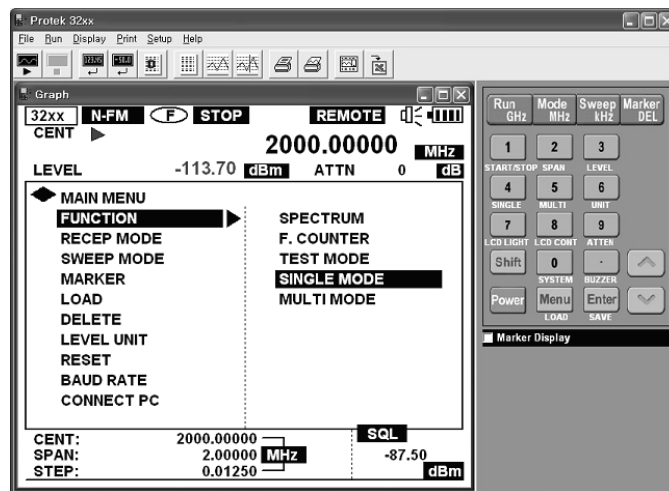 Protek 32xx
File Run Display Print Setup Help
Graph
32xx N-FM F STOP REMOTE
CENT
2000.00000 MHz
LEVEL -113.70 dBm ATTN 0 dB
MAIN MENU
FUNCTION SPECTRUM
RECEP MODE F. COUNTER
SWEEP MODE TEST MODE
MARKER SINGLE MODE
LOAD MULTI MODE
DELETE
LEVEL UNIT
RESET
BAUD RATE
CONNECT PC
CENT: 2000.00000 SQL
SPAN: 2.00000 MHz -87.50
STEP: 0.01250 dBm
Run Mode Sweep Marker
GHz MHz kHz DEL
1 2 3
START/STOP SPAN LEVEL
4 5 6
SINGLE MULTI UNIT
7 8 9
LCD LIGHT LCD CONT ATTEN
Shift 0 .
SYSTEM BUZZER
Power Menu Enter
LOAD SAVE
Marker Display